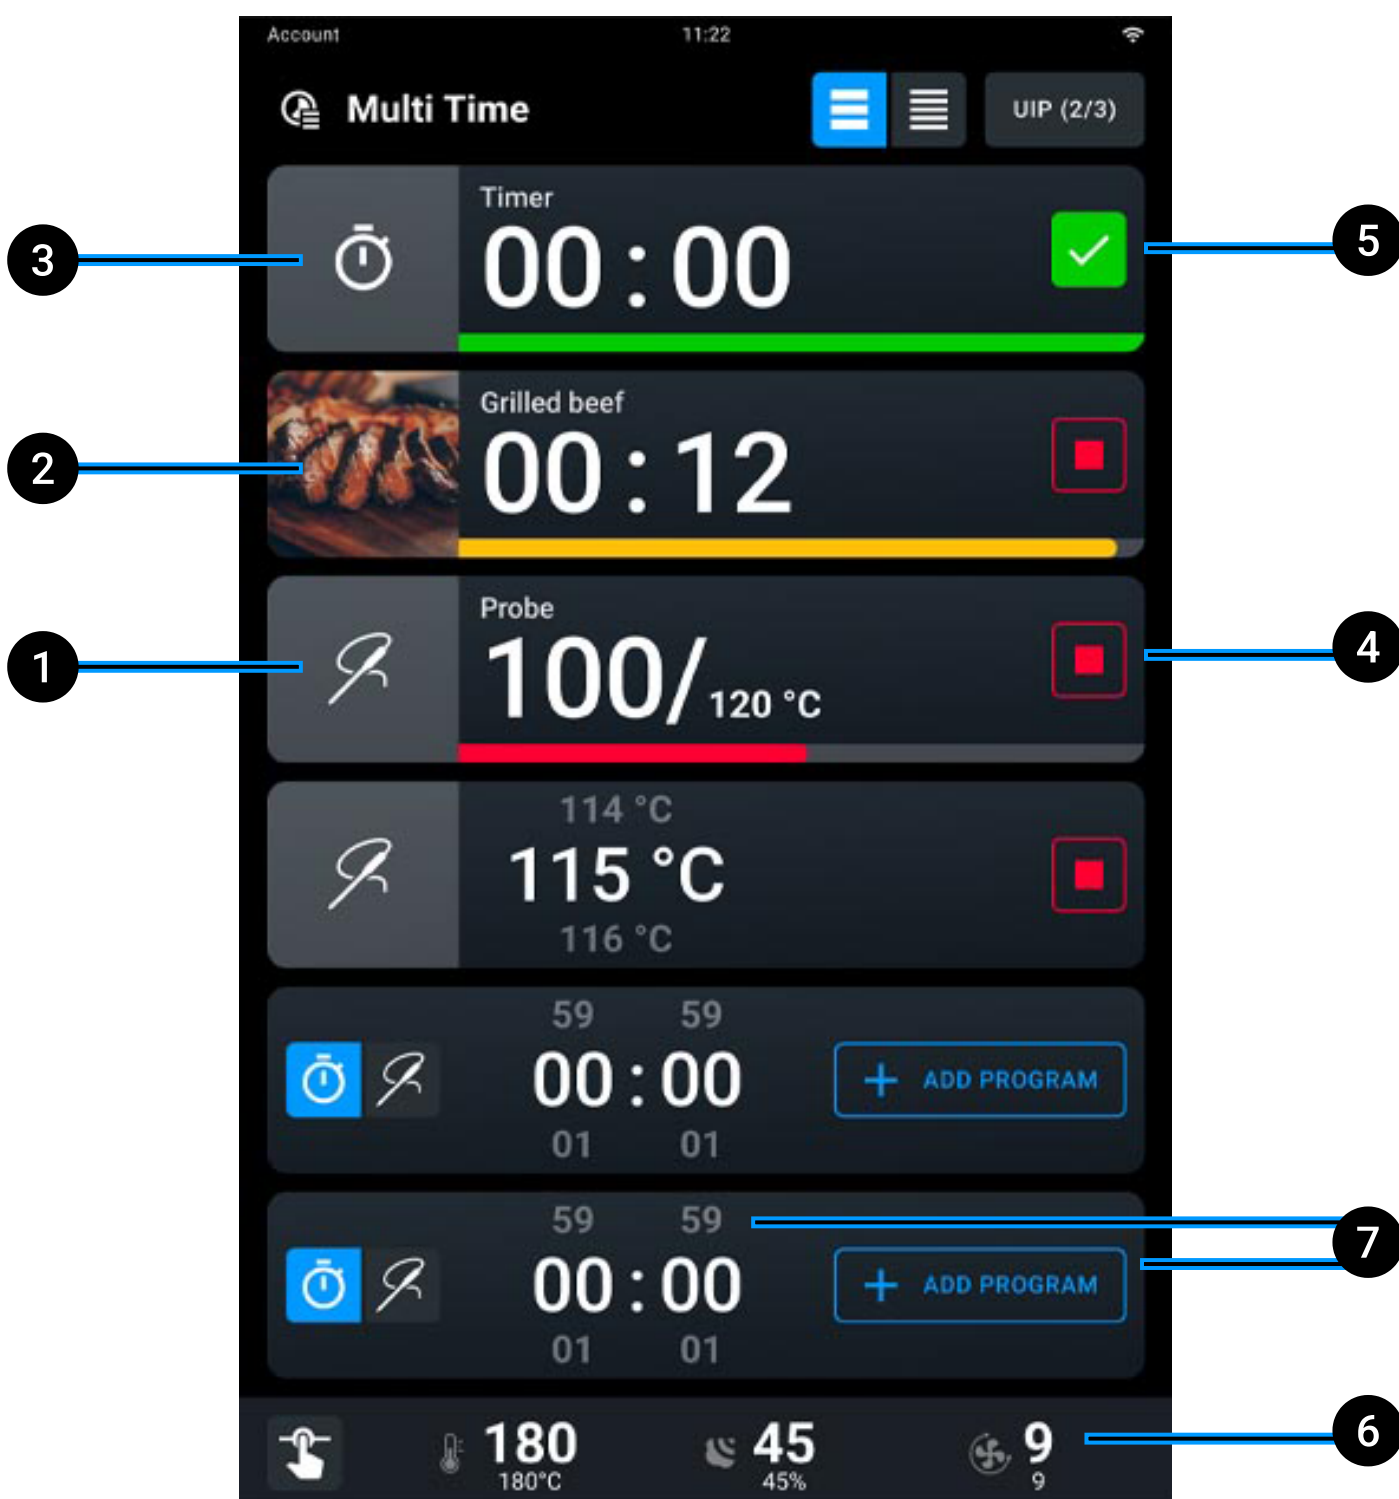 Account 11:22
Multi Time UIP (2/3)
Timer
00 : 00
3
5
Grilled beef
00 : 12
2
Probe
100/ 120 °C
1
4
114 °C
115 °C
116 °C
59 59
00 : 00
01 01
ADD PROGRAM
59 59
00 : 00
01 01
ADD PROGRAM
7
180
180°C
45
45%
9
9
6